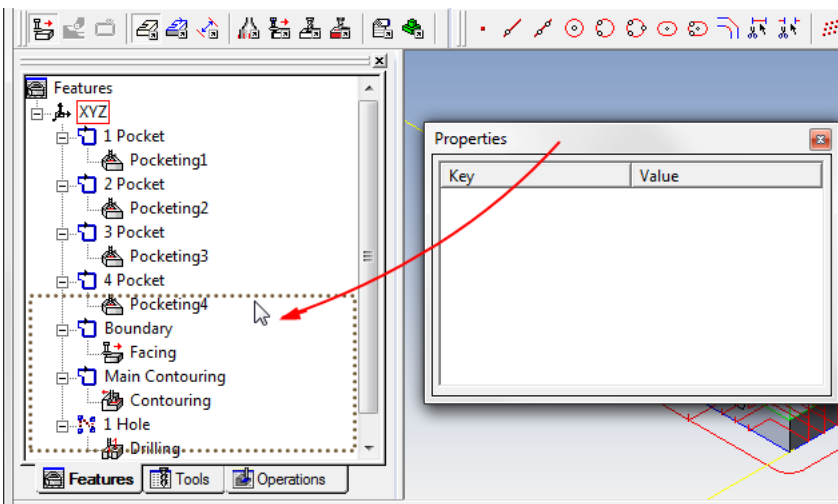 Features
XYZ
1 Pocket
Pocketing1
2 Pocket
Pocketing2
3 Pocket
Pocketing3
4 Pocket
Pocketing4
Boundary
Facing
Main Contouring
Contouring
1 Hole
Drilling
Features Tools Operations
Properties
Key Value